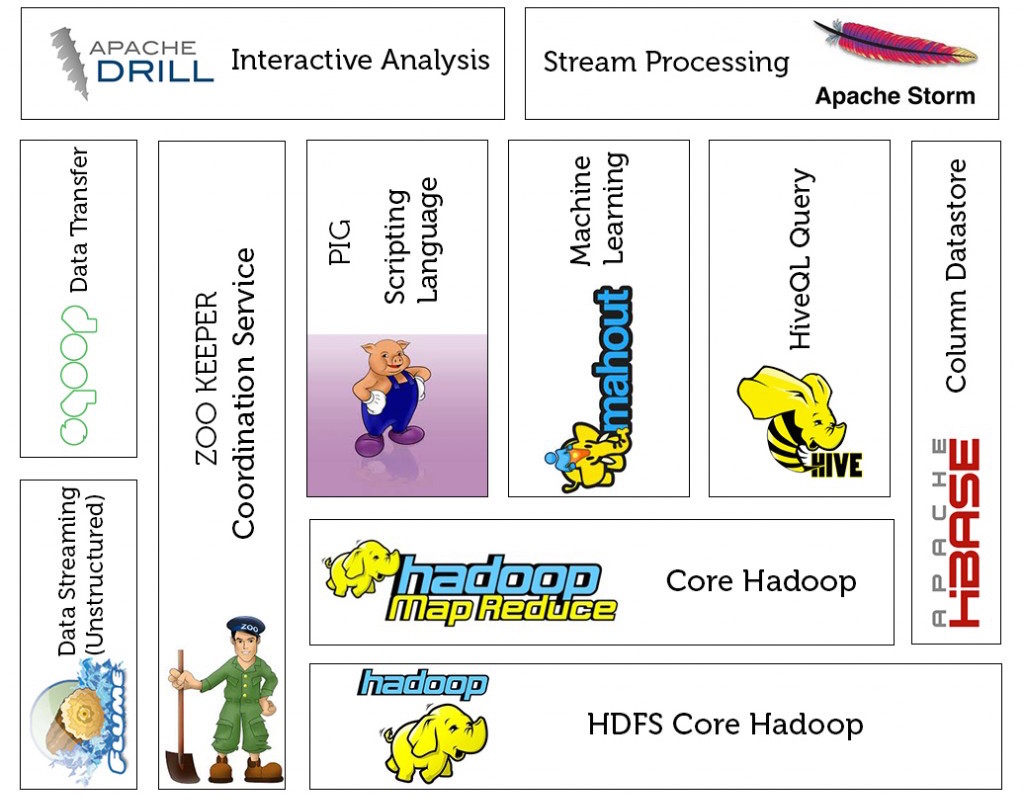 APACHE
DRILL
Interactive Analysis
Stream Processing
Apache Storm
sqoop
Data Transfer
ZOO KEEPER
Coordination Service
ZOO
PIG
Scripting
Language
Machine
Learning
mahout
HiveQL Query
HIVE
Column Datastore
APACHE
HBASE
Data Streaming
(Unstructured)
FLUME
hadoop
Map Reduce
Core Hadoop
hadoop
HDFS Core Hadoop